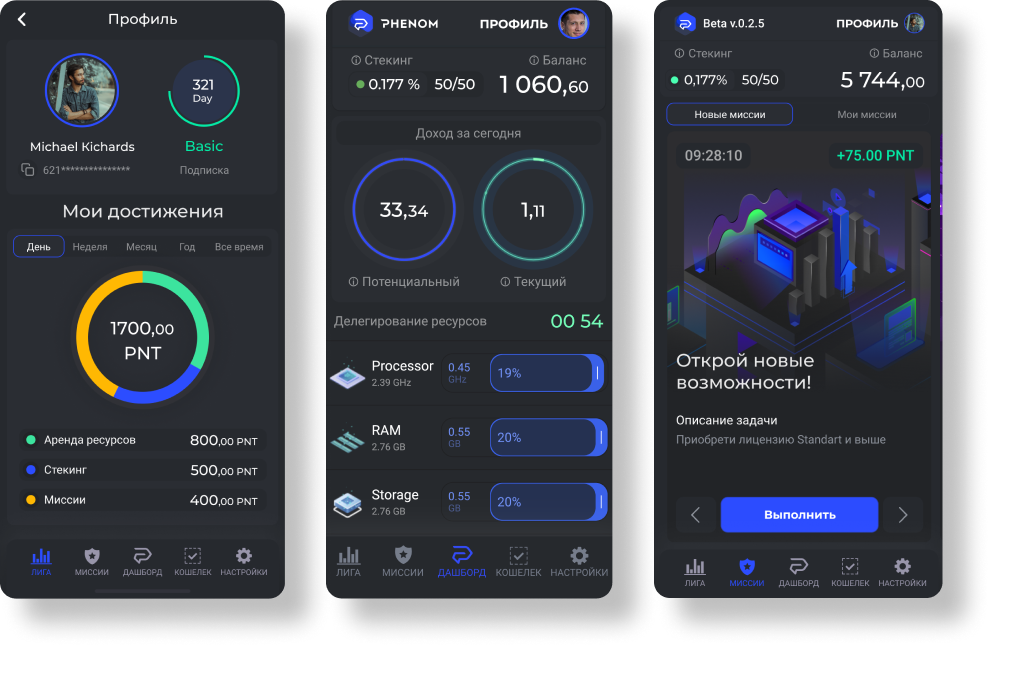 Профиль
321
Day
Michael Kichards
Basic
621***************
Подписка
Мои достижения
День Неделя Месяц Год Все время
1700,00
PNT
Аренда ресурсов 800,00 PNT
Стекинг 500,00 PNT
Миссии 400,00 PNT
ЛИГА МИССИИ ДАШБОРД КОШЕЛЕК НАСТРОЙКИ
PHENOM ПРОФИЛЬ
Стекинг Баланс
0.177 % 50/50 1 060,60
Доход за сегодня
33,34 1,11
Потенциальный Текущий
Делегирование ресурсов 00 54
Processor 0.45 19%
2.39 GHz GHz
RAM 0.55 20%
2.76 GB GB
Storage 0.55 20%
2.76 GB GB
ЛИГА МИССИИ ДАШБОРД КОШЕЛЕК НАСТРОЙКИ
Beta v.0.2.5 ПРОФИЛЬ
Стекинг Баланс
0,177% 50/50 5 744,00
Новые миссии Мои миссии
09:28:10 +75.00 PNT
Открой новые
возможности!
Описание задачи
Приобрети лицензию Standart и выше
Выполнить
ЛИГА МИССИИ ДАШБОРД КОШЕЛЕК НАСТРОЙКИ